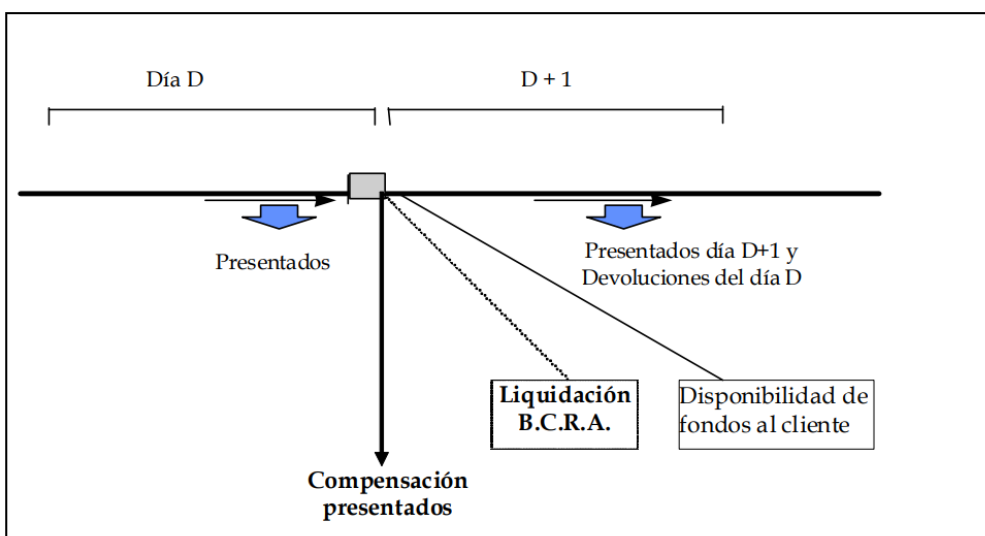 Día D
D + 1
Presentados
Presentados día D+1 y
Devoluciones del día D
Liquidación
B.C.R.A.
Disponibilidad de
fondos al cliente
Compensación
presentados